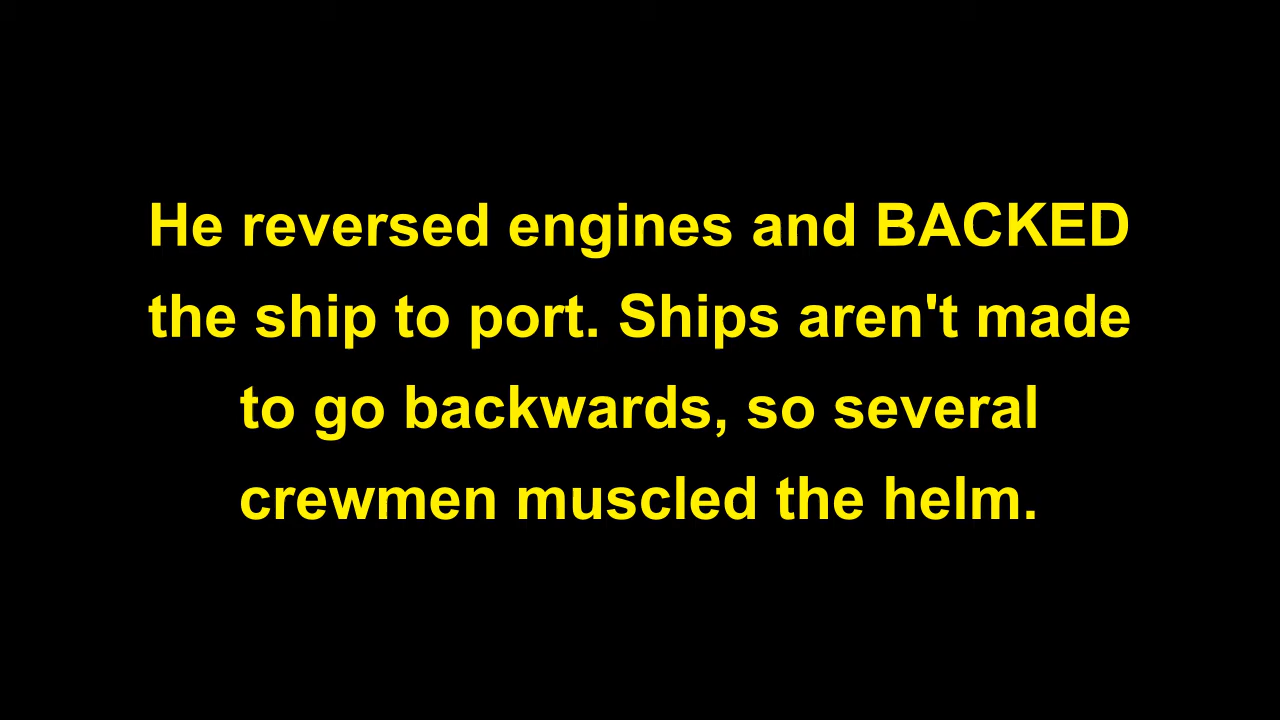 He reversed engines and BACKED
the ship to port. Ships aren't made
to go backwards, so several
crewmen muscled the helm.